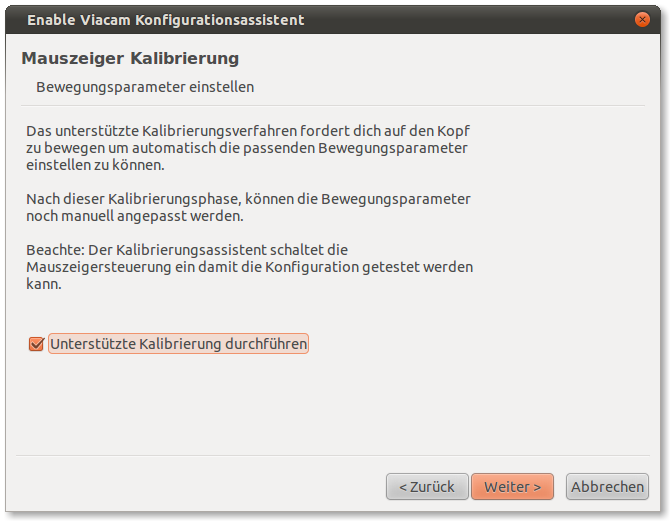 Enable Viacam Konfigurationsassistent
Mauszeiger Kalibrierung
Bewegungsparameter einstellen
Das unterstützte Kalibrierungsverfahren fordert dich auf den Kopf
zu bewegen um automatisch die passenden Bewegungsparameter
einstellen zu können.
Nach dieser Kalibrierungsphase, können die Bewegungsparameter
noch manuell angepasst werden.
Beachte: Der Kalibrierungsassistent schaltet die
Mauszeigersteuerung ein damit die Konfiguration getestet werden
kann.
Unterstützte Kalibrierung durchführen
< Zurück Weiter > Abbrechen